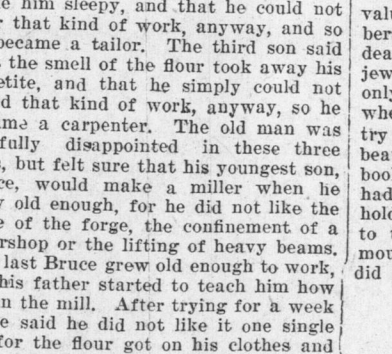 e him sleepy, and that he could not
r that kind of work, anyway, and so
became a tailor. The third son said
the smell of the flour took away his
etite, and that he simply could not
d that kind of work, anyway, so he
ame a carpenter. The old man was
fully disappointed in these three
s, but felt sure that his youngest son,
ce, would make a miller when he
w old enough, for he did not like the
e of the forge, the confinement of a
ershop or the lifting of heavy beams.
last Bruce grew old enough to work,
his father started to teach him how
n the mill. After trying for a week
e said he did not like it one single
for the flour got on his clothes and
valu
ber
dea
jew
only
whe
try
bea
boo
had
hold
to
mou
did